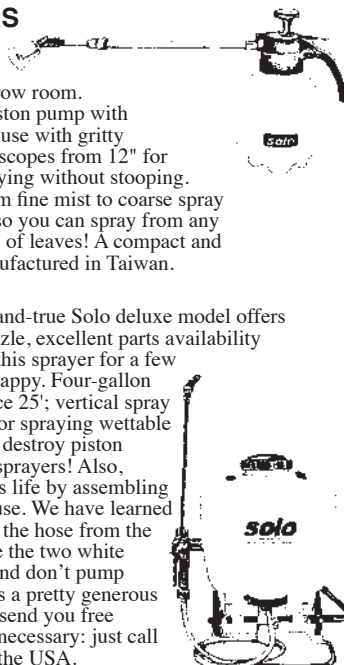 S
row room.
ston pump with
use with gritty
scopes from 12" for
ying without stooping.
m fine mist to coarse spray
so you can spray from any
of leaves! A compact and
ufactured in Taiwan.
solo
and-true Solo deluxe model offers
zle, excellent parts availability
this sprayer for a few
appy. Four-gallon
ce 25'; vertical spray
or spraying wettable
destroy piston
sprayers! Also,
s life by assembling
use. We have learned
the hose from the
e the two white
nd don't pump
s a pretty generous
send you free
necessary: just call
the USA.
solo